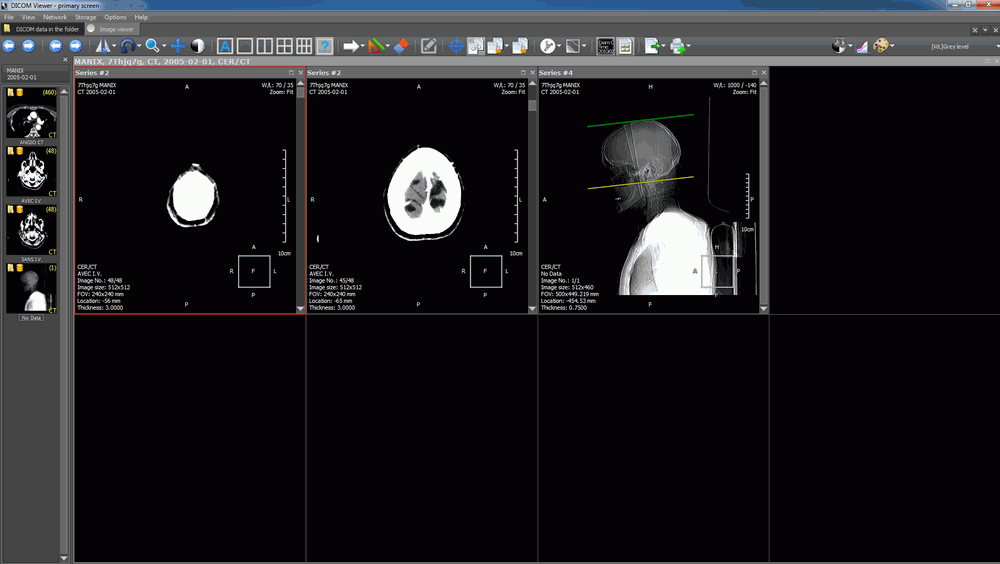 DICOM Viewer - primary screen
File View Network Storage Options Help
DICOM data in the folder
Image viewer
[WL]Grey level
MANIX
2005-02-01
(460)
CT
ANGIO CT
(48)
CT
AVEC I.V.
(48)
CT
SANS I.V.
(1)
CT
No Data
MANIX, 7Thjq7g, CT, 2005-02-01, CER/CT
Series #2
7Thjq7g MANIX
CT 2005-02-01
A
W/L: 70 / 35
Zoom: Fit
R
L
10cm
A
R F L
P
CER/CT
AVEC I.V.
Image No.: 48/48
Image size: 512x512
FOV: 240x240 mm
Location: -56 mm
Thickness: 3.0000
P
Series #2
7Thjq7g MANIX
CT 2005-02-01
A
W/L: 70 / 35
Zoom: Fit
R
L
10cm
A
R F L
P
CER/CT
AVEC I.V.
Image No.: 45/48
Image size: 512x512
FOV: 240x240 mm
Location: -65 mm
Thickness: 3.0000
P
Series #4
7Thjq7g MANIX
CT 2005-02-01
H
W/L: 1000 / -140
Zoom: Fit
A
P
10cm
H
A P
CER/CT
No Data
Image No.: 1/1
Image size: 512x460
FOV: 500x449.219 mm
Location: -454.53 mm
Thickness: 0.7500
F